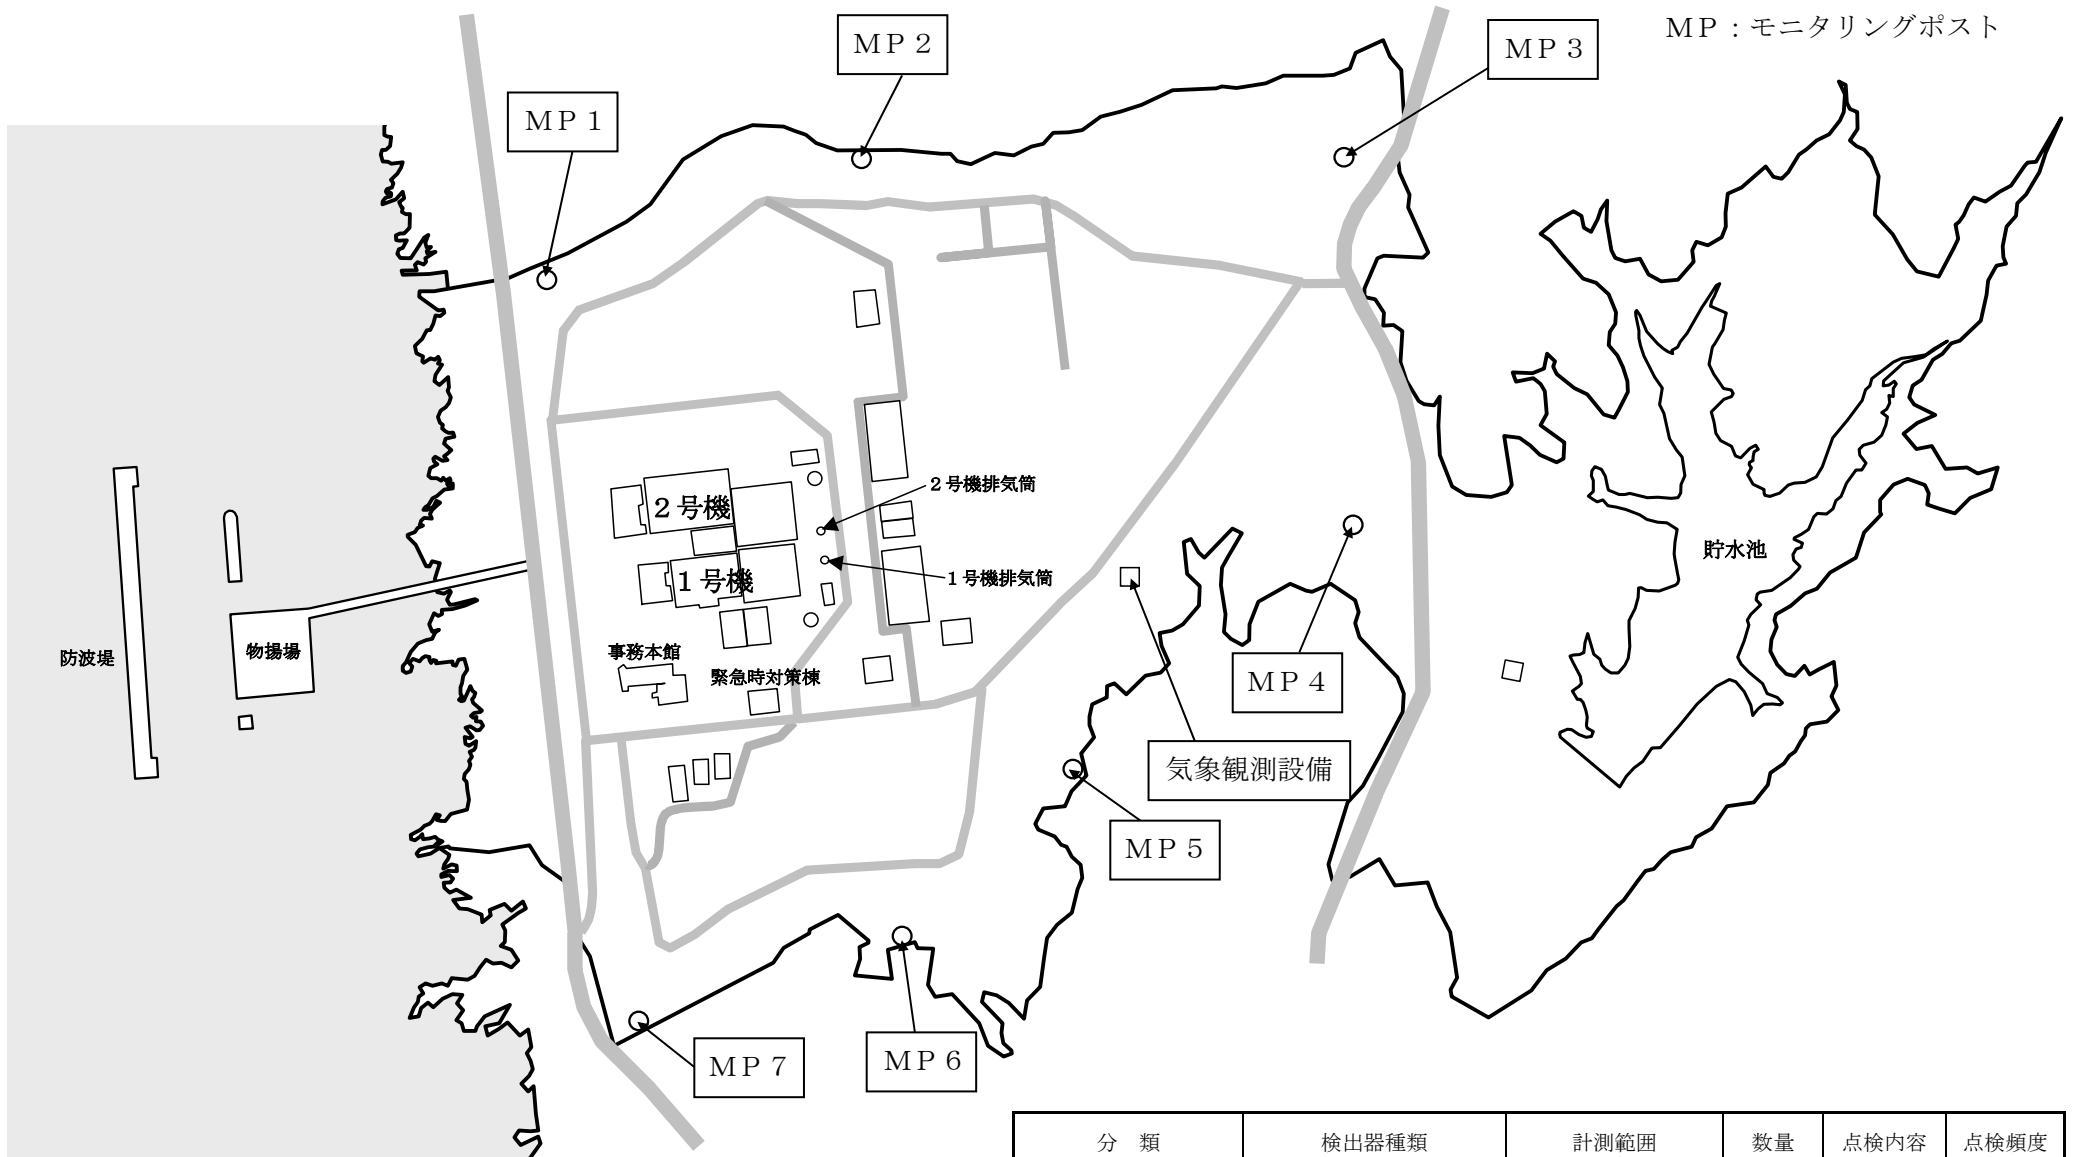 MP：モニタリングポスト
MP２
MP３
MP１
２号機排気筒
２号機
貯水池
１号機排気筒
１号機
防波堤
物揚場
事務本館
緊急時対策棟
MP４
気象観測設備
MP５
MP６
MP７
分　類　検出器種類　計測範囲　数量　点検内容　点検頻度